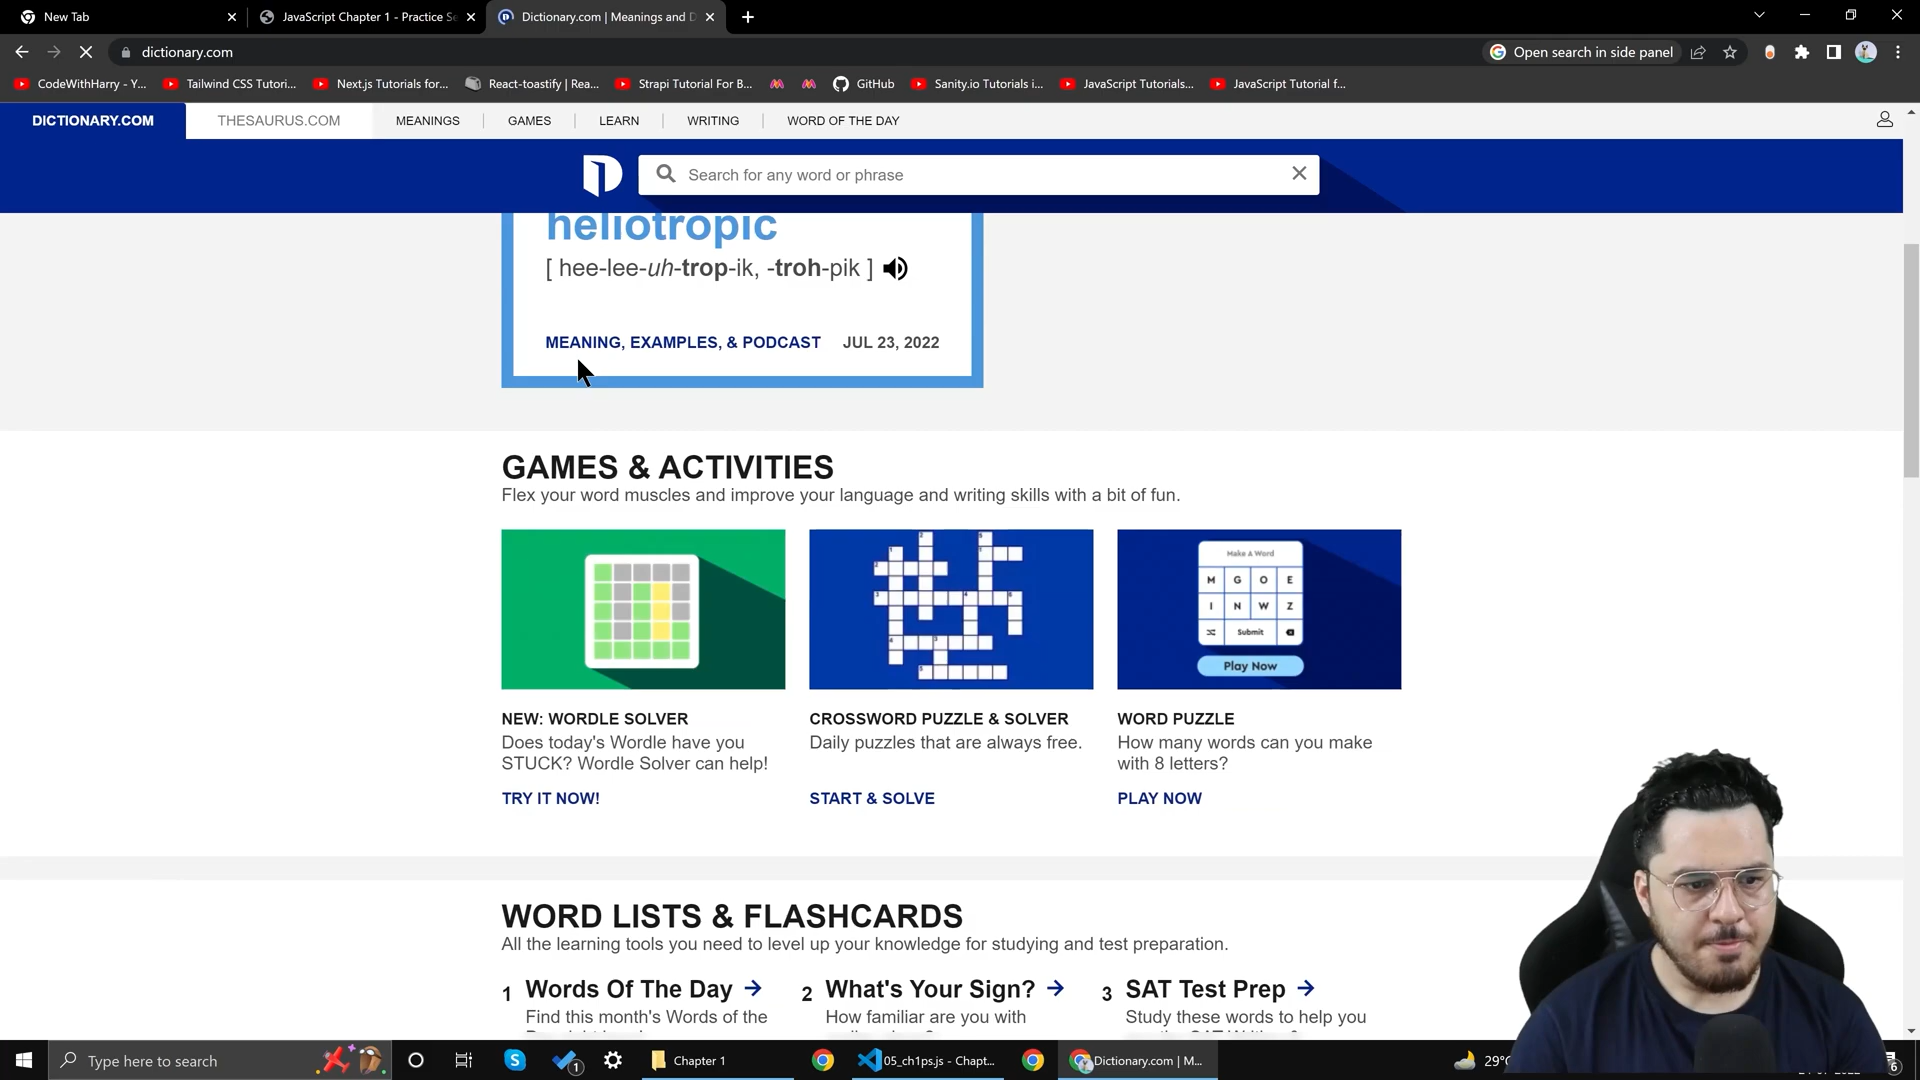 New Tab
JavaScript Chapter 1 - Practice Se
Dictionary.com | Meanings and D
dictionary.com
Open search in side panel
CodeWithHarry - Y...
Tailwind CSS Tutori...
Next.js Tutorials for...
React-toastify | Rea...
Strapi Tutorial For B...
GitHub
Sanity.io Tutorials i...
JavaScript Tutorials...
JavaScript Tutorial f...
DICTIONARY.COM
THESAURUS.COM
MEANINGS
GAMES
LEARN
WRITING
WORD OF THE DAY
Search for any word or phrase
heliotropic
[ hee-lee-uh-trop-ik, -troh-pik ]
MEANING, EXAMPLES, & PODCAST JUL 23, 2022
GAMES & ACTIVITIES
Flex your word muscles and improve your language and writing skills with a bit of fun.
Make A Word
M G O E
I N W Z
Submit
Play Now
NEW: WORDLE SOLVER
Does today's Wordle have you
STUCK? Wordle Solver can help!
TRY IT NOW!
CROSSWORD PUZZLE & SOLVER
Daily puzzles that are always free.
START & SOLVE
WORD PUZZLE
How many words can you make
with 8 letters?
PLAY NOW
WORD LISTS & FLASHCARDS
All the learning tools you need to level up your knowledge for studying and test preparation.
1 Words Of The Day
Find this month's Words of the
2 What's Your Sign?
How familiar are you with
3 SAT Test Prep
Study these words to help you
Type here to search
1
Chapter 1
05_ch1ps.js - Chapt...
Dictionary.com | M...
29°C
6